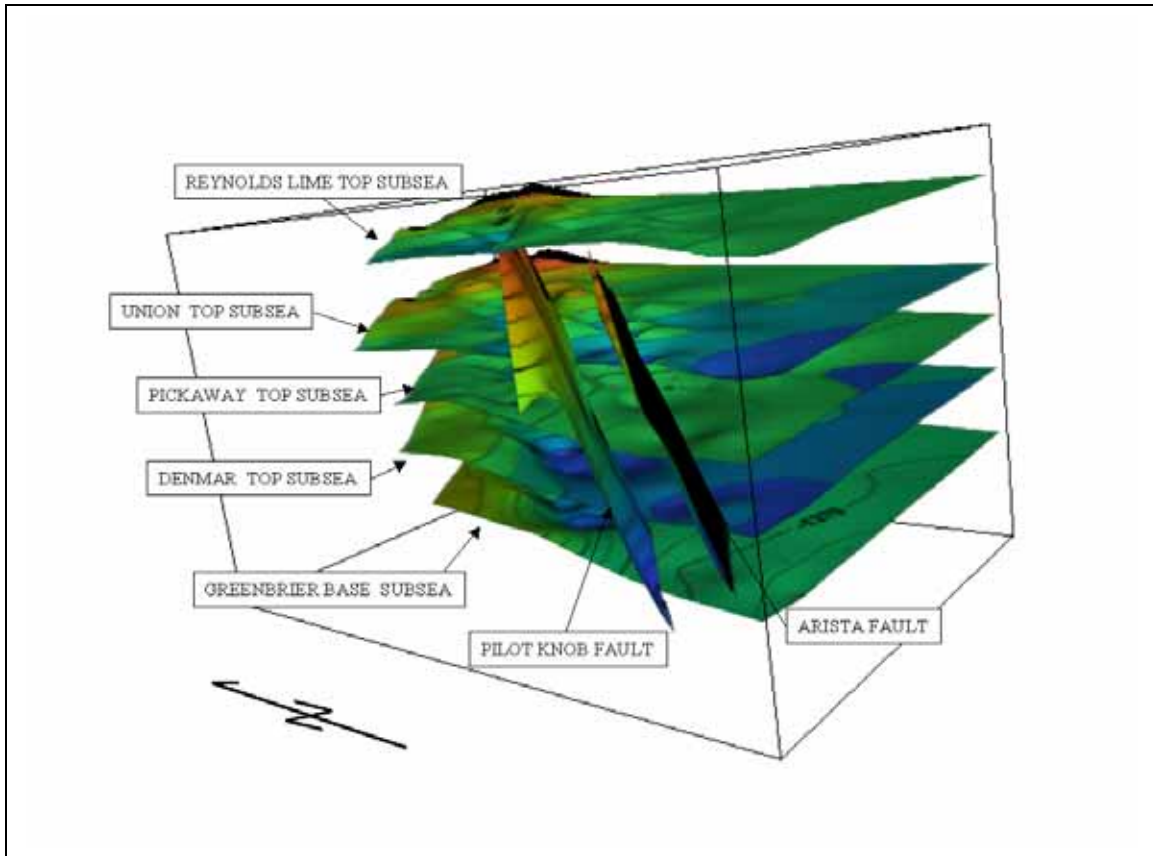 REYNOLDS LIME TOP SUBSEA
UNION TOP SUBSEA
PICKAWAY TOP SUBSEA
DENMAR TOP SUBSEA
GREENBRIER BASE SUBSEA
PILOT KNOB FAULT
ARISTA FAULT
N